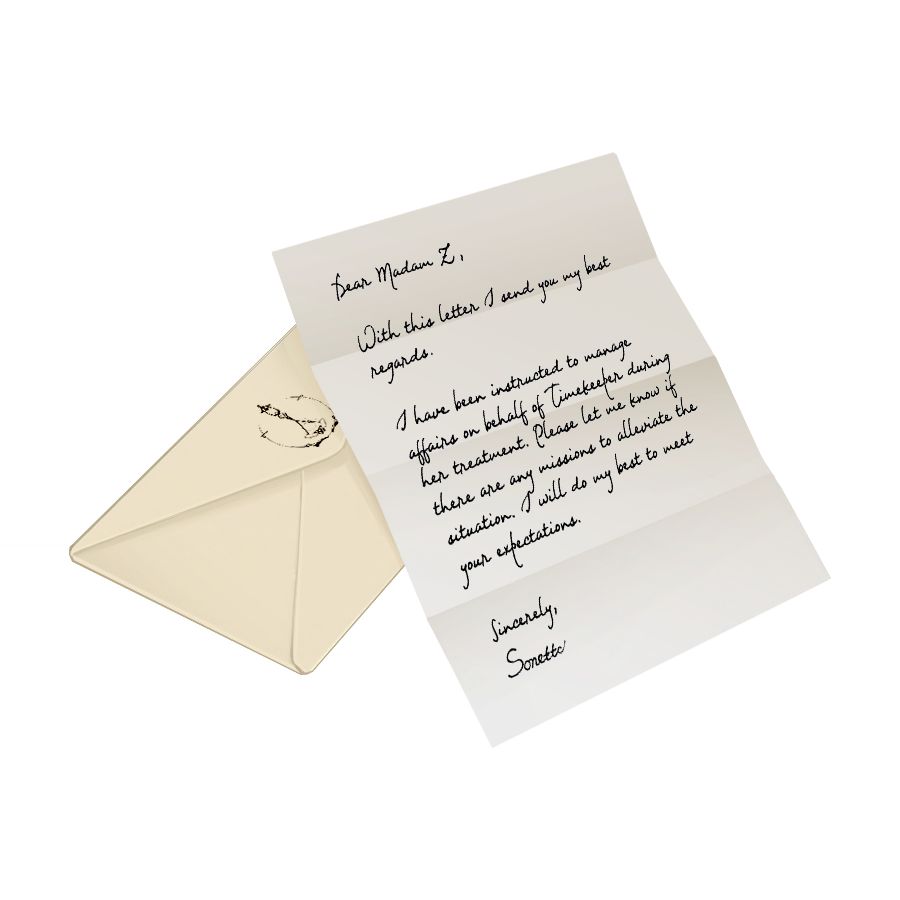 Dear Madam Z,
With this letter I send you my best
regards.
I have been instructed to manage
affairs on behalf of Timekeeper during
her treatment. Please let me know if
there are any missions to alleviate the
situation. I will do my best to meet
your expectations.
Sincerely,
Sonetto